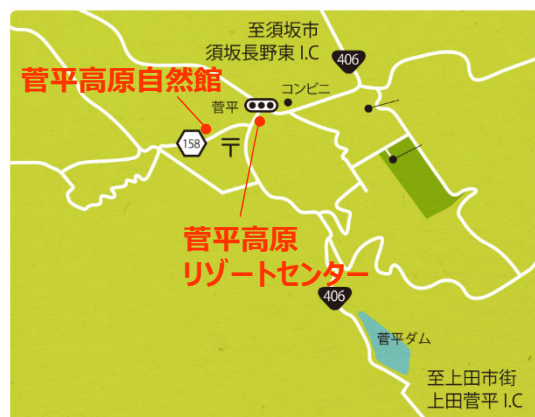 至須坂市
須坂長野東 I.C
406
菅平高原自然館
コンビニ
菅平
158
〒
菅平高原
リゾートセンター
406
菅平ダム
至上田市街
上田菅平 I.C